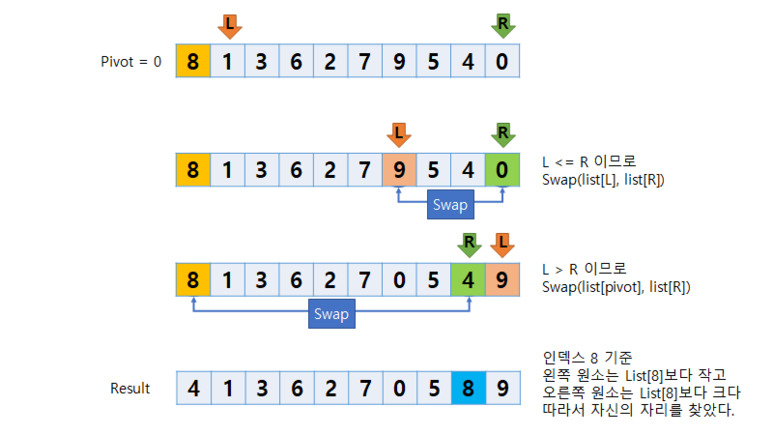 L R
Pivot = 0 8 1 3 6 2 7 9 5 4 0
L R
8 1 3 6 2 7 9 5 4 0
L <= R 이므로
Swap(list[L], list[R])
Swap
R L
8 1 3 6 2 7 0 5 4 9
L > R 이므로
Swap(list[pivot], list[R])
Swap
Result 4 1 3 6 2 7 0 5 8 9
인덱스 8 기준
왼쪽 원소는 List[8]보다 작고
오른쪽 원소는 List[8]보다 크다
따라서 자신의 자리를 찾았다.